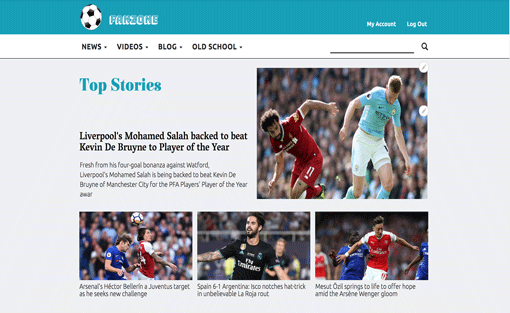 FANZONE
My Account Log Out
NEWS VIDEOS BLOG OLD SCHOOL
Top Stories
Liverpool's Mohamed Salah backed to beat
Kevin De Bruyne to Player of the Year
Fresh from his four-goal bonanza against Watford,
Liverpool's Mohamed Salah is being backed to beat Kevin De
Bruyne of Manchester City for the PFA Players' Player of the Year
awar
Arsenal's Héctor Bellerín a Juventus target
as he seeks new challenge
Spain 6-1 Argentina: Isco notches hat-trick
in unbelievable La Roja rout
Mesut Özil springs to life to offer hope
amid the Arsène Wenger gloom